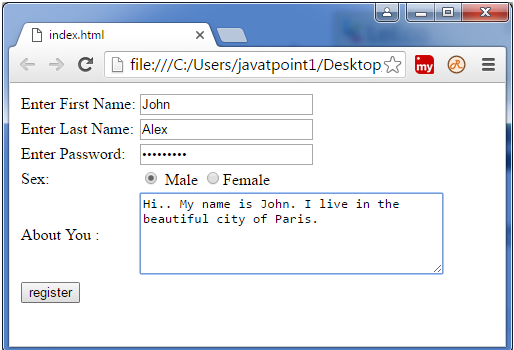 index.html
file:///C:/Users/javatpoint1/Desktop
my
Enter First Name: John
Enter Last Name: Alex
Enter Password: •••••••••
Sex: Male Female
About You : Hi.. My name is John. I live in the
beautiful city of Paris.
register